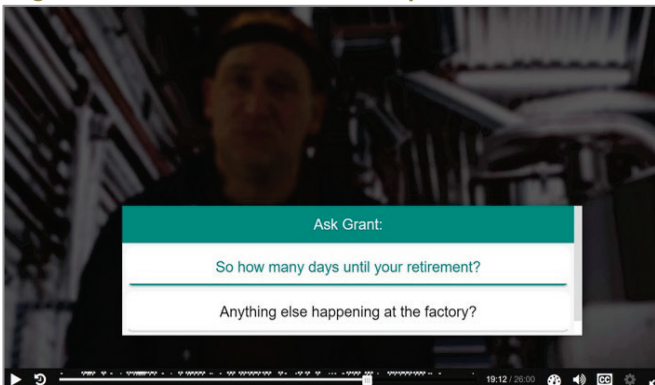 Ask Grant:
So how many days until your retirement?
Anything else happening at the factory?
19:12 / 26:00
CC